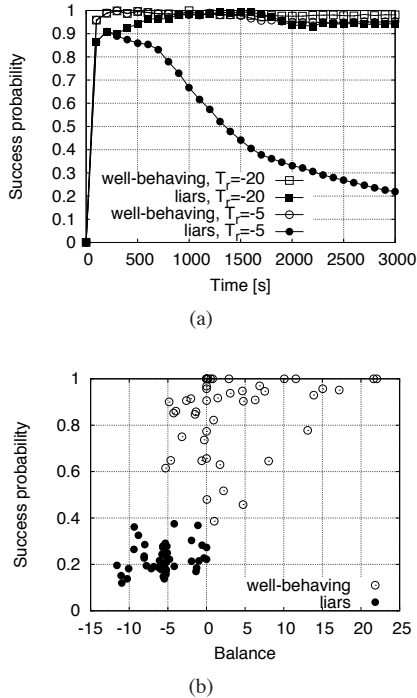 Success probability
1
0.9
0.8
0.7
0.6
0.5
0.4
0.3
0.2
0.1
0
well-behaving, T_r=-20
liars, T_r=-20
well-behaving, T_r=-5
liars, T_r=-5
0 500 1000 1500 2000 2500 3000
Time [s]
(a)
Success probability
1
0.8
0.6
0.4
0.2
0
well-behaving
liars
-15 -10 -5 0 5 10 15 20 25
Balance
(b)